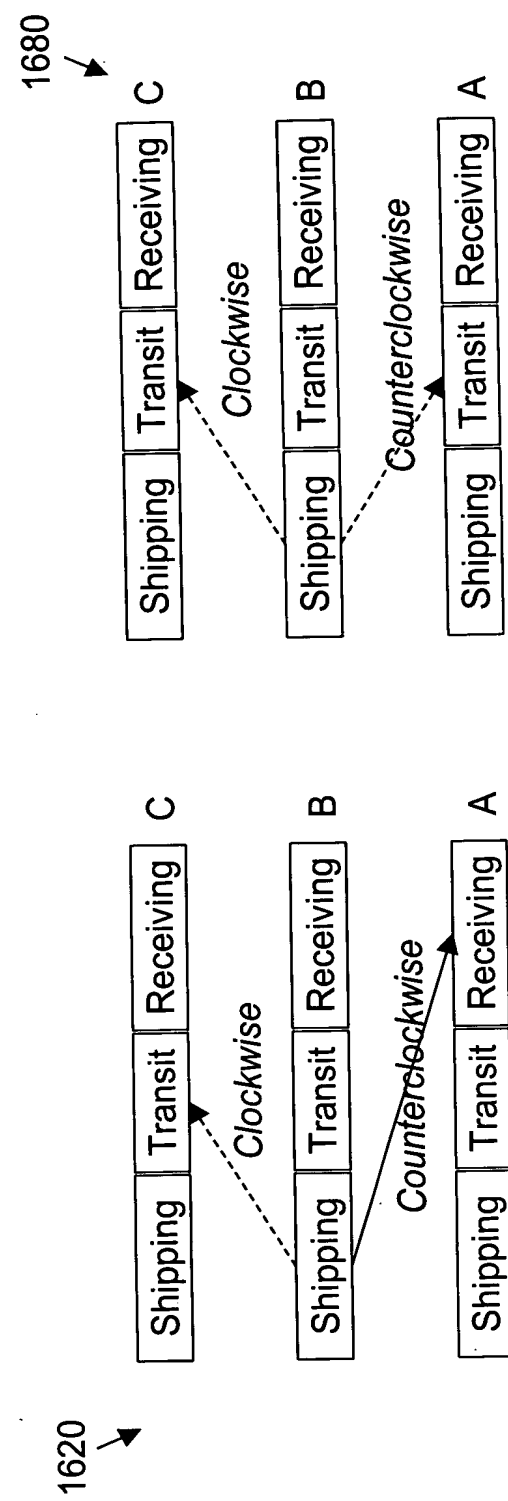 1620
Shipping Transit Receiving C
Clockwise
Shipping Transit Receiving B
Counterclockwise
Shipping Transit Receiving A
1680
Shipping Transit Receiving C
Clockwise
Shipping Transit Receiving B
Counterclockwise
Shipping Transit Receiving A